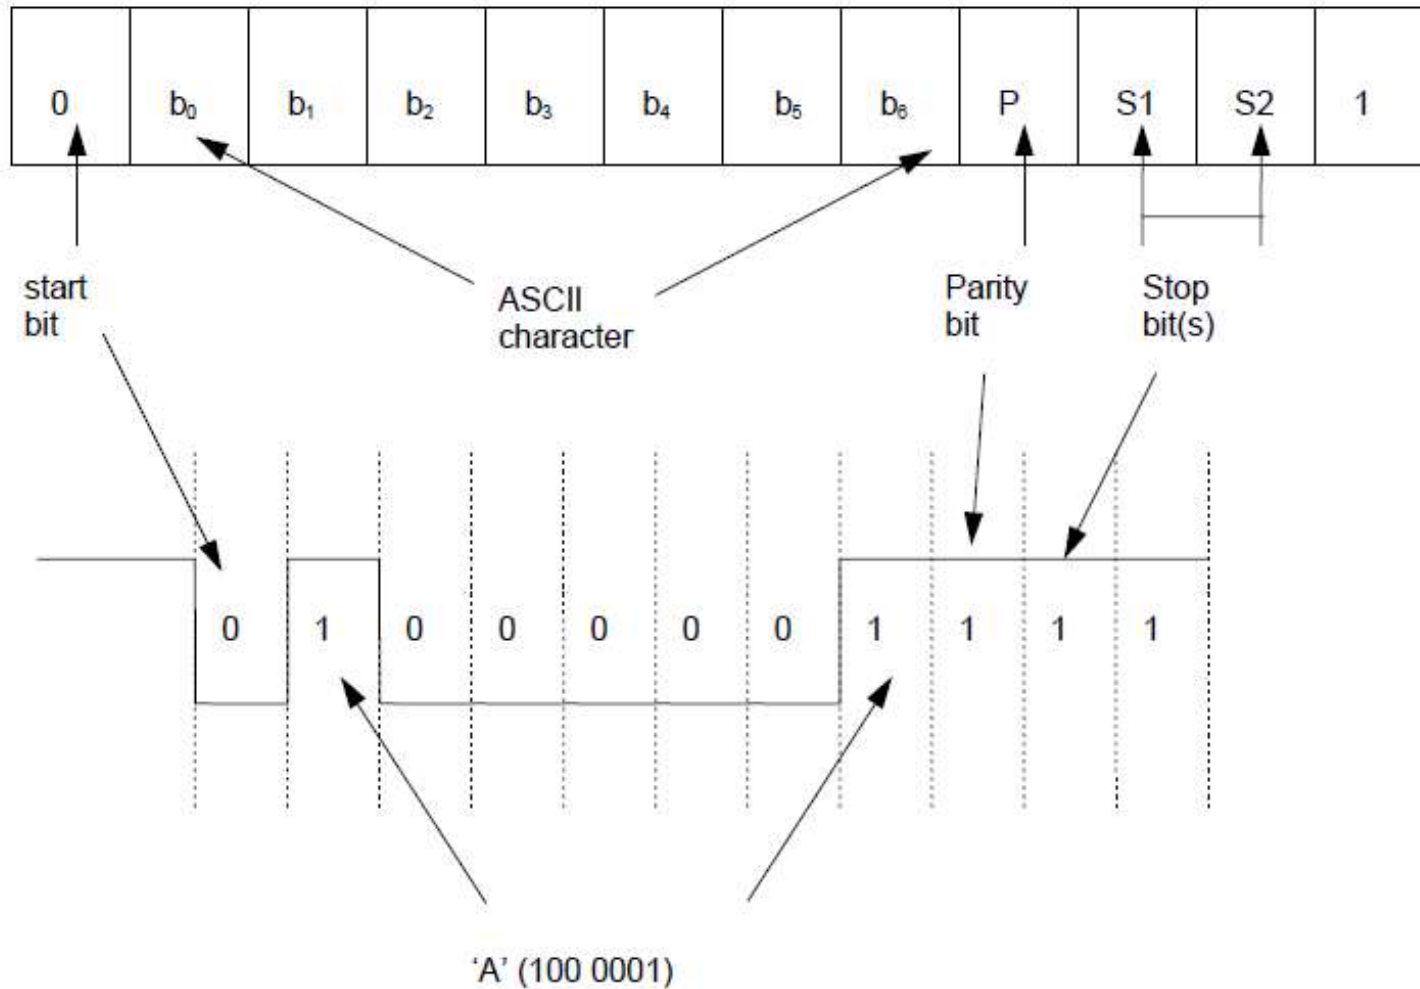 0 b₀ b₁ b₂ b₃ b₄ b₅ b₆ P S1 S2 1
start
bit
ASCII
character
Parity
bit
Stop
bit(s)
0 1 0 0 0 0 0 1 1 1 1
‘A’ (100 0001)